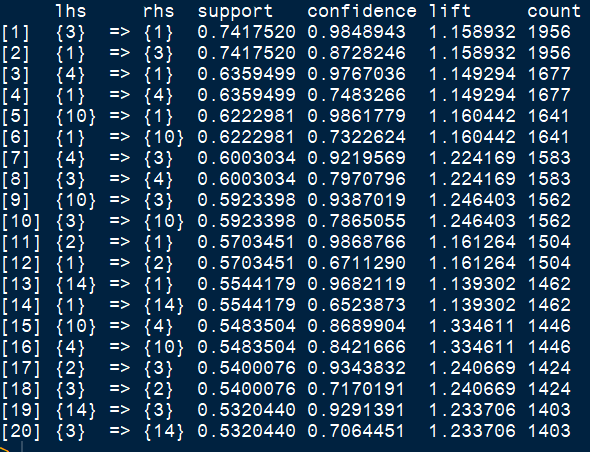 lhs     rhs  support   confidence lift     count
[1]  {3}  => {1}  0.7417520 0.9848943  1.158932 1956
[2]  {1}  => {3}  0.7417520 0.8728246  1.158932 1956
[3]  {4}  => {1}  0.6359499 0.9767036  1.149294 1677
[4]  {1}  => {4}  0.6359499 0.7483266  1.149294 1677
[5]  {10} => {1}  0.6222981 0.9861779  1.160442 1641
[6]  {1}  => {10} 0.6222981 0.7322624  1.160442 1641
[7]  {4}  => {3}  0.6003034 0.9219569  1.224169 1583
[8]  {3}  => {4}  0.6003034 0.7970796  1.224169 1583
[9]  {10} => {3}  0.5923398 0.9387019  1.246403 1562
[10] {3}  => {10} 0.5923398 0.7865055  1.246403 1562
[11] {2}  => {1}  0.5703451 0.9868766  1.161264 1504
[12] {1}  => {2}  0.5703451 0.6711290  1.161264 1504
[13] {14} => {1}  0.5544179 0.9682119  1.139302 1462
[14] {1}  => {14} 0.5544179 0.6523873  1.139302 1462
[15] {10} => {4}  0.5483504 0.8689904  1.334611 1446
[16] {4}  => {10} 0.5483504 0.8421666  1.334611 1446
[17] {2}  => {3}  0.5400076 0.9343832  1.240669 1424
[18] {3}  => {2}  0.5400076 0.7170191  1.240669 1424
[19] {14} => {3}  0.5320440 0.9291391  1.233706 1403
[20] {3}  => {14} 0.5320440 0.7064451  1.233706 1403